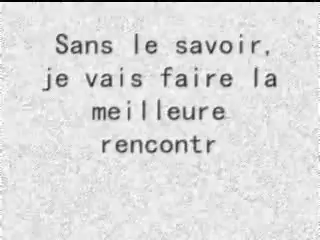 Sans le savoir,
je vais faire la
meilleure
rencontr